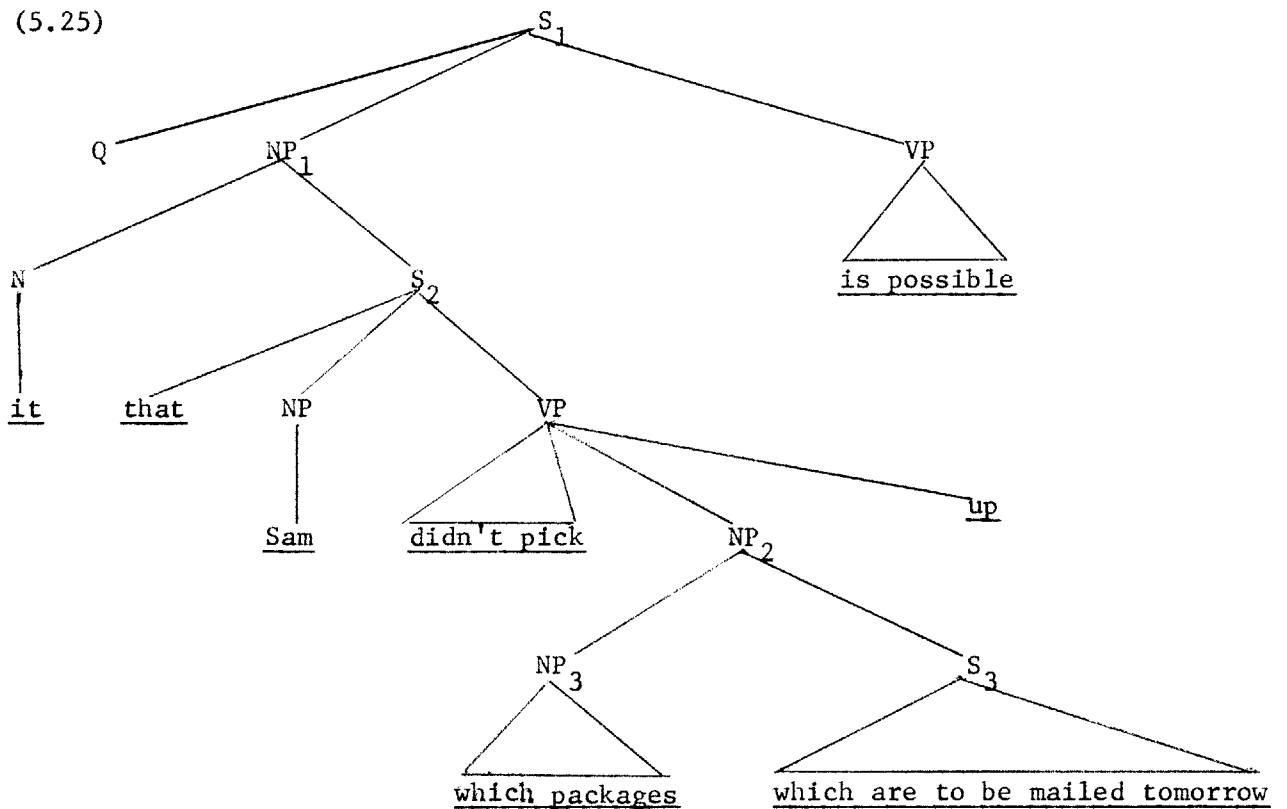 (5.25)
S1
Q NP1 VP
N S2 is possible
it that NP VP
Sam didn't pick NP2 up
NP3 S3
which packages which are to be mailed tomorrow